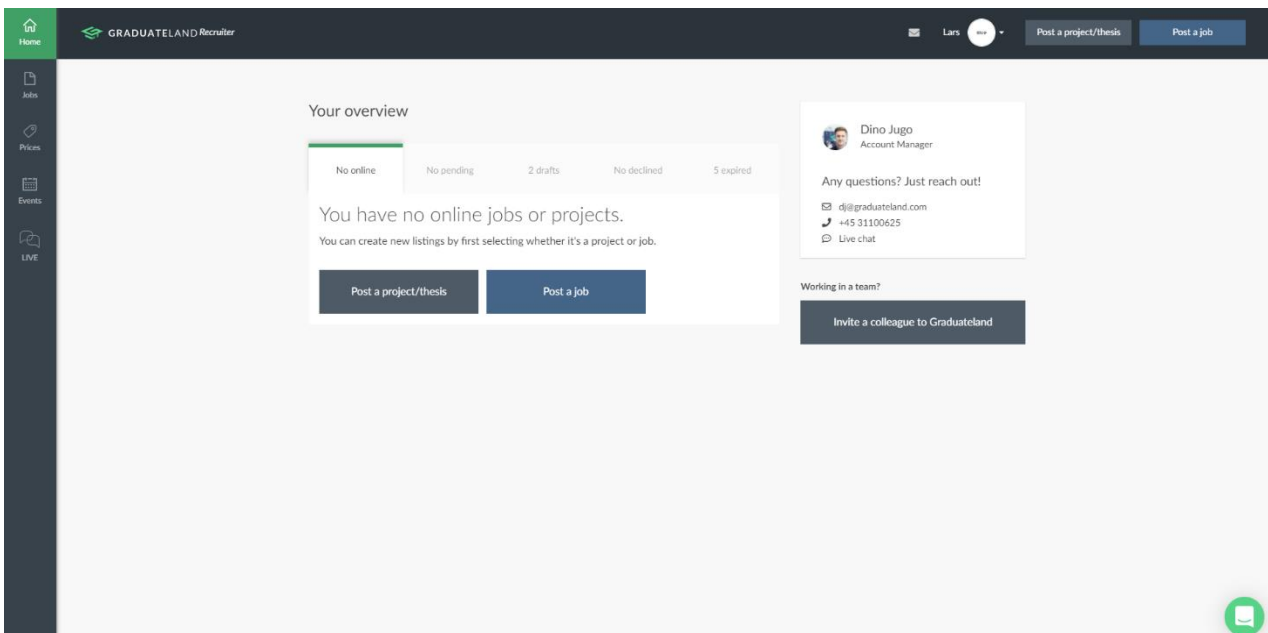 Home
GRADUATELAND Recruiter
Lars
Post a project/thesis
Post a job
Jobs
Prices
Events
LIVE
Your overview
No online
No pending
2 drafts
No declined
5 expired
You have no online jobs or projects.
You can create new listings by first selecting whether it's a project or job.
Post a project/thesis
Post a job
Dino Jugo
Account Manager
Any questions? Just reach out!
dj@graduateland.com
+45 31100625
Live chat
Working in a team?
Invite a colleague to Graduateland